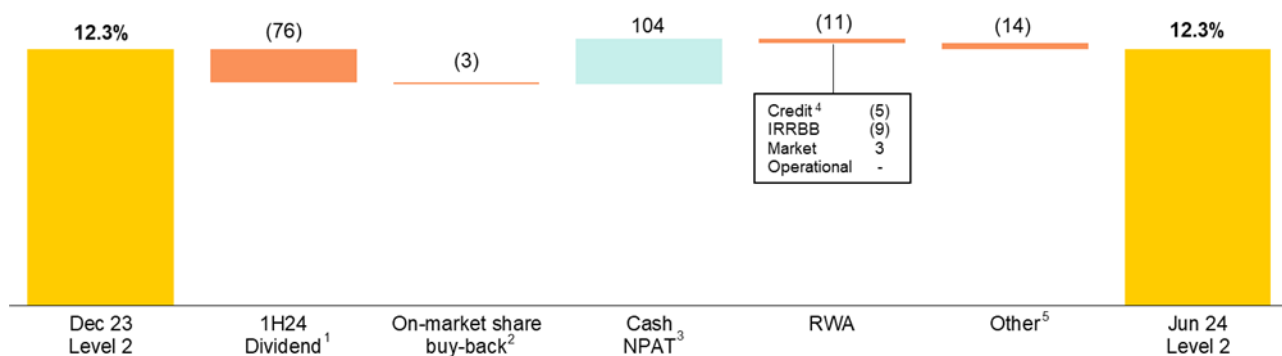 12.3%
(76)
(3)
104
(11)
(14)
12.3%
Credit⁴ (5)
IRRBB (9)
Market 3
Operational -
Dec 23
Level 2
1H24
Dividend¹
On-market share
buy-back²
Cash
NPAT³
RWA
Other⁵
Jun 24
Level 2